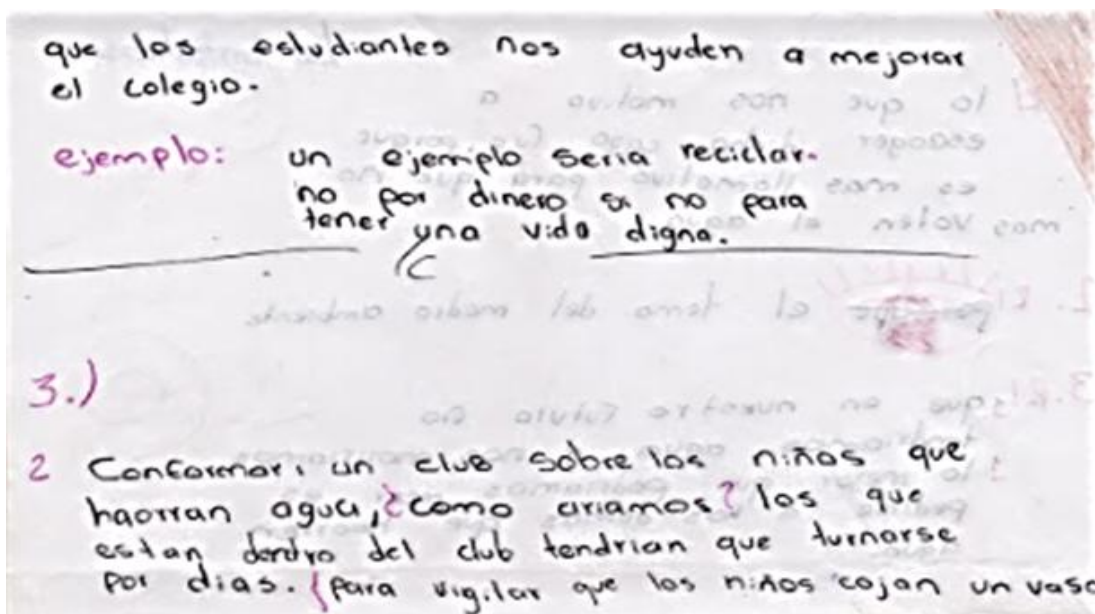 que los estudiantes nos ayuden a mejorar
el colegio.
ejemplo: un ejemplo seria reciclar.
no por dinero si no para
tener una vida digna.
3.)
2 Conformar un club sobre los niños que
haorran agua, ¿como ariamos? los que
estan dentro del club tendrian que turnarse
por dias. para vigilar que los niños cojan un vaso